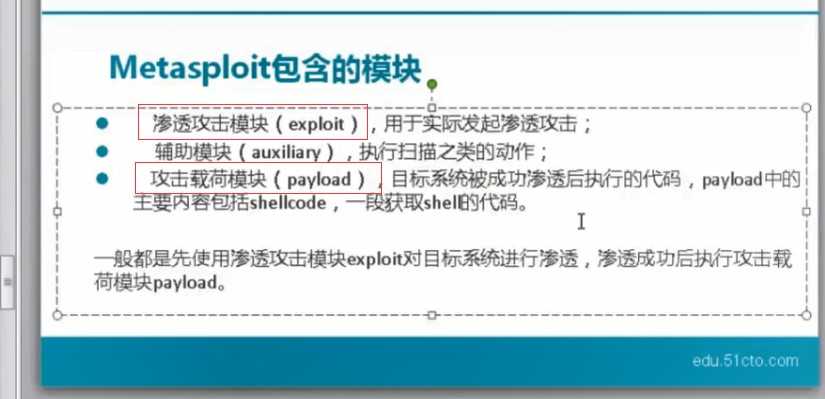 Metasploit包含的模块
渗透攻击模块（exploit），用于实际发起渗透攻击；
辅助模块（auxiliary），执行扫描之类的动作；
攻击载荷模块（payload），目标系统被成功渗透后执行的代码，payload中的
主要内容包括shellcode，一段获取shell的代码。
一般都是先使用渗透攻击模块exploit对目标系统进行渗透，渗透成功后执行攻击载
荷模块payload。
edu.51cto.com